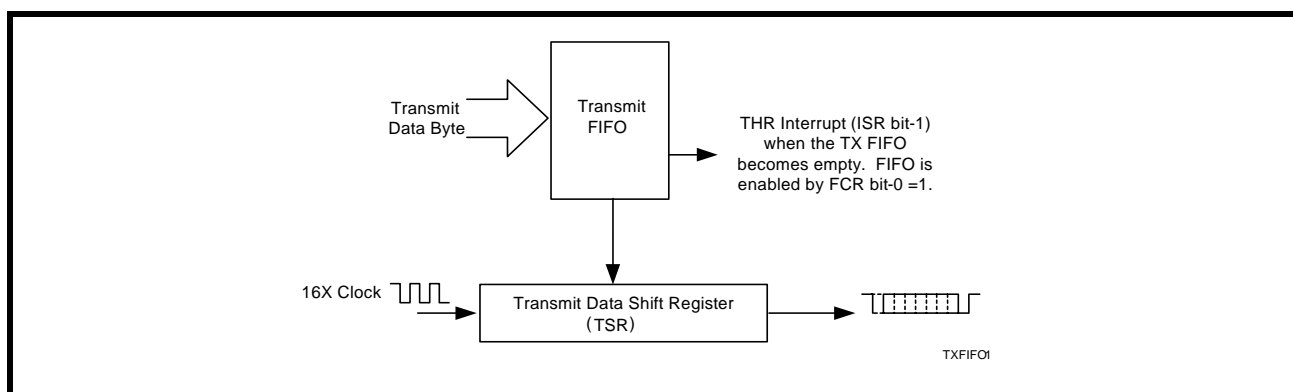 Transmit
Data Byte
Transmit
FIFO
THR Interrupt (ISR bit-1)
when the TX FIFO
becomes empty. FIFO is
enabled by FCR bit-0 =1.
16X Clock
Transmit Data Shift Register
(TSR)
TXFIFO1